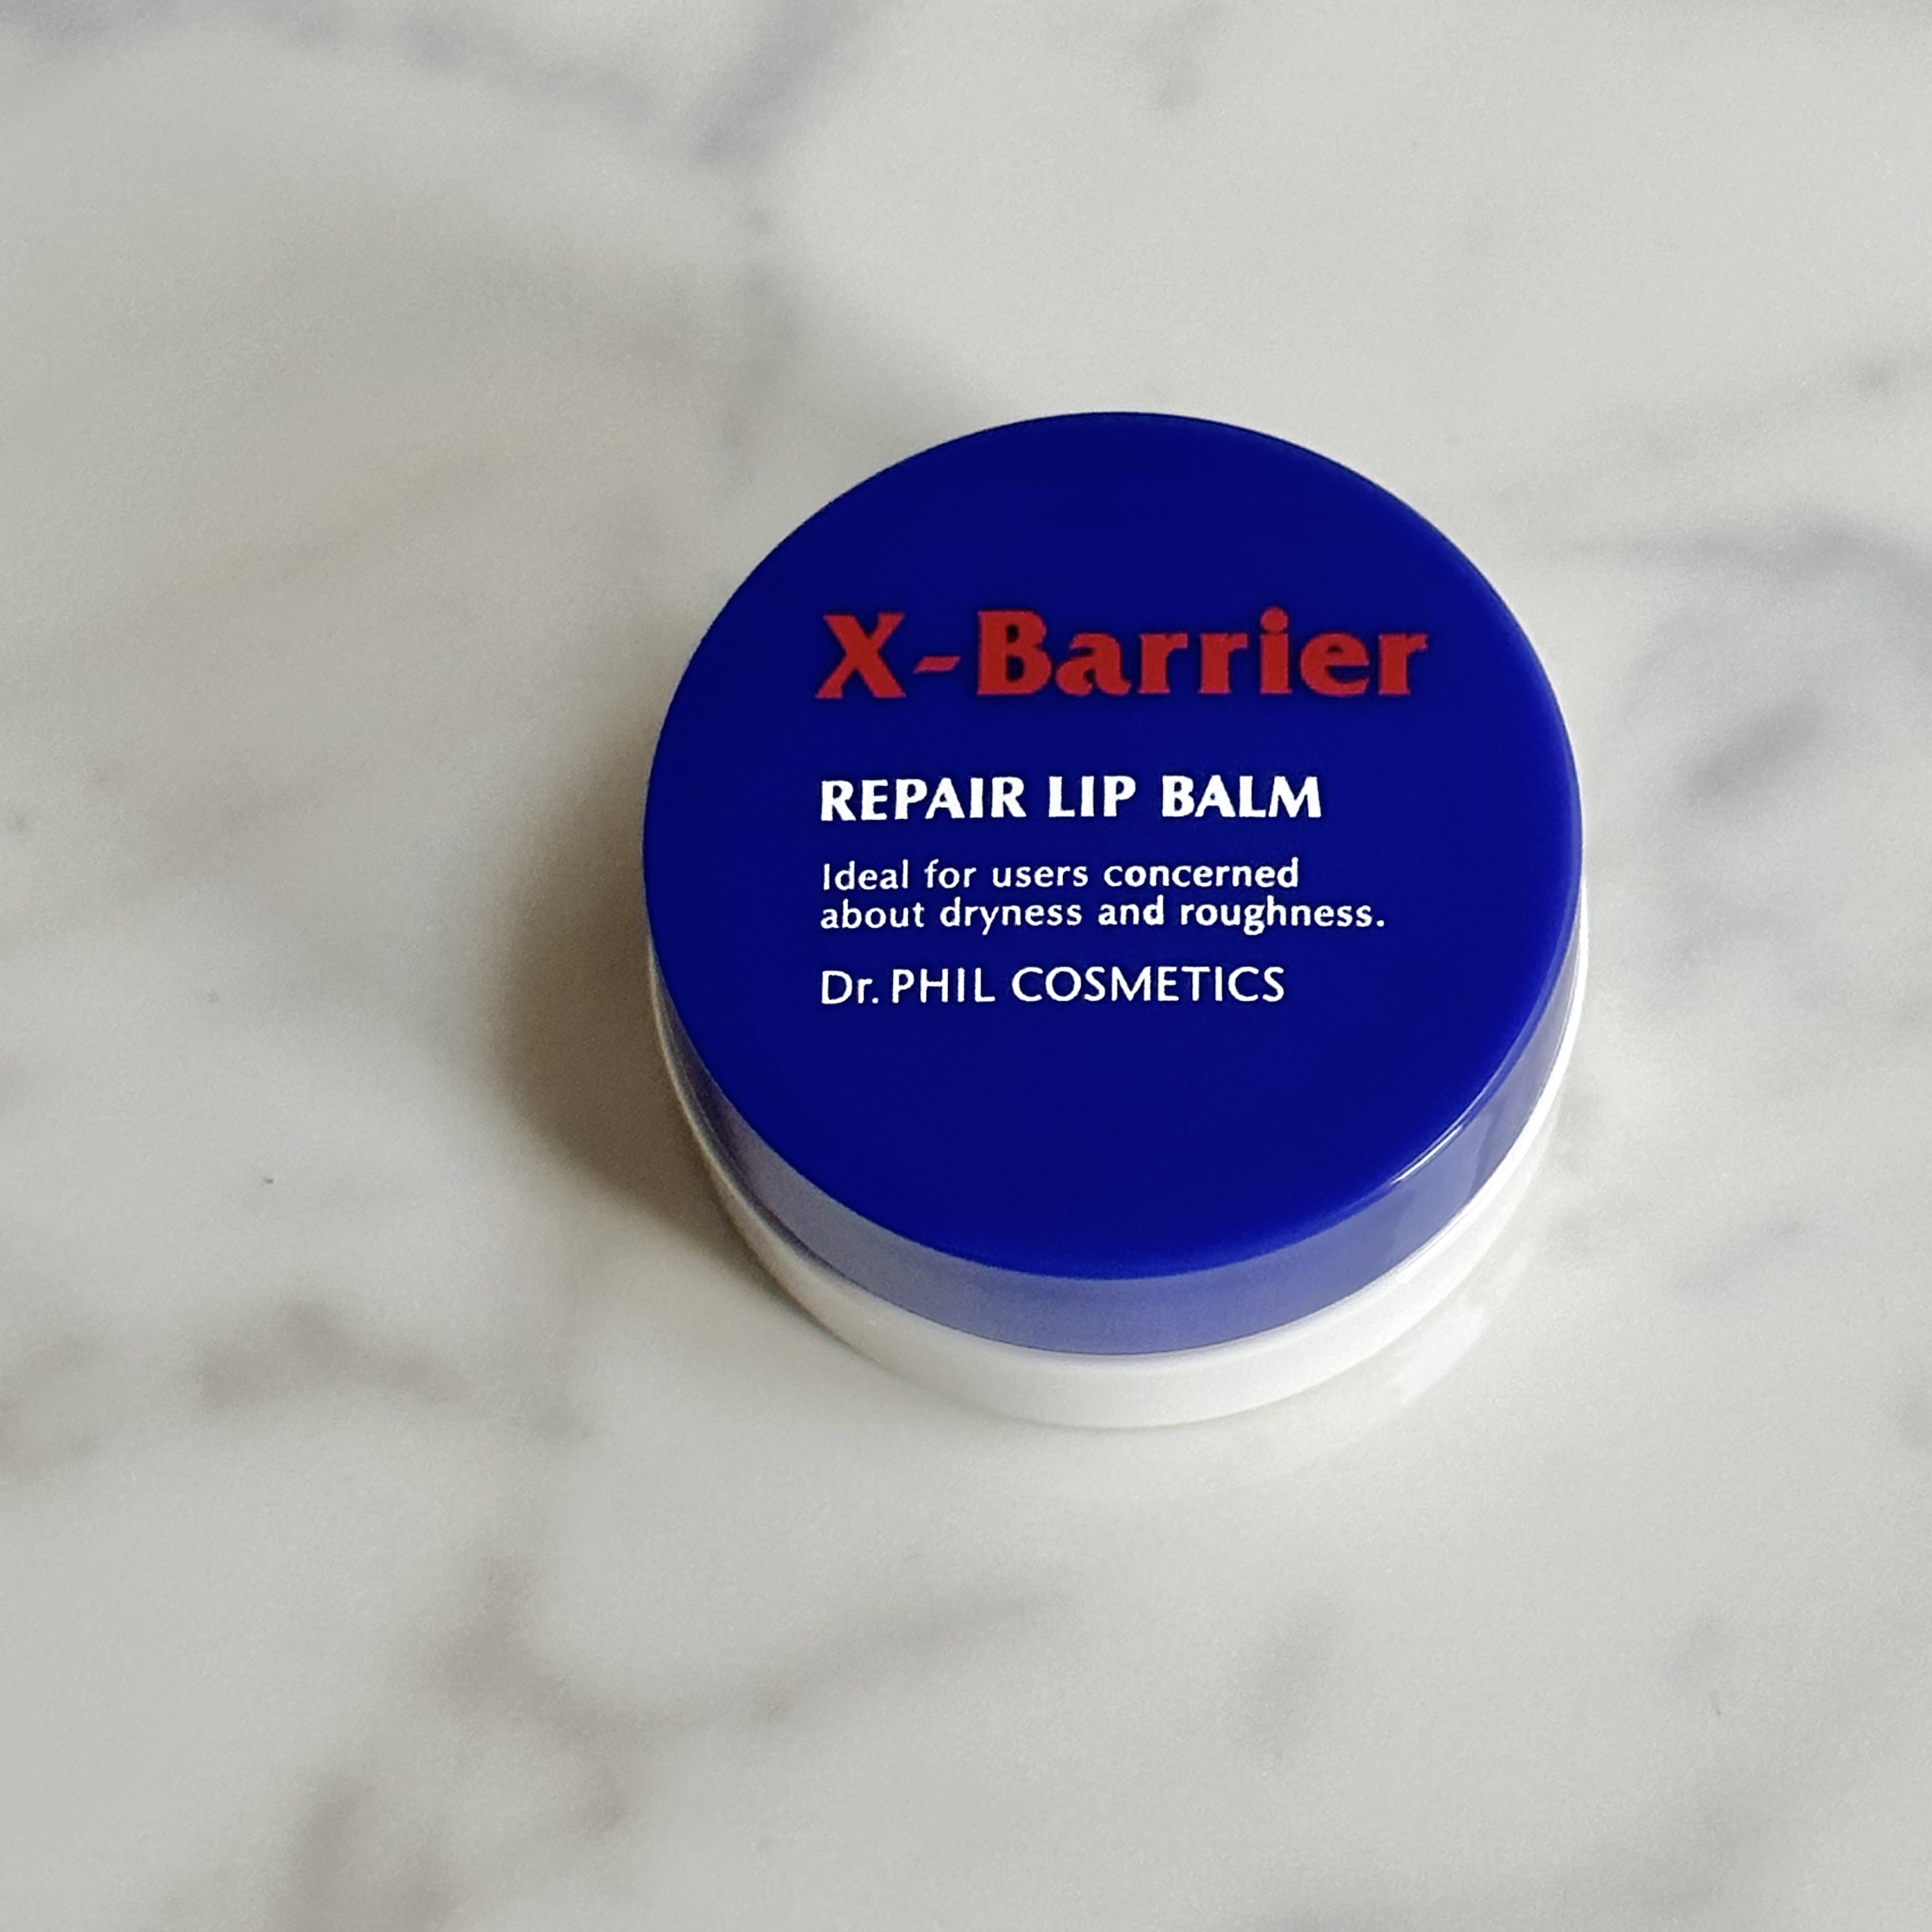 X-Barrier
REPAIR LIP BALM
Ideal for users concerned
about dryness and roughness.
Dr. PHIL COSMETICS